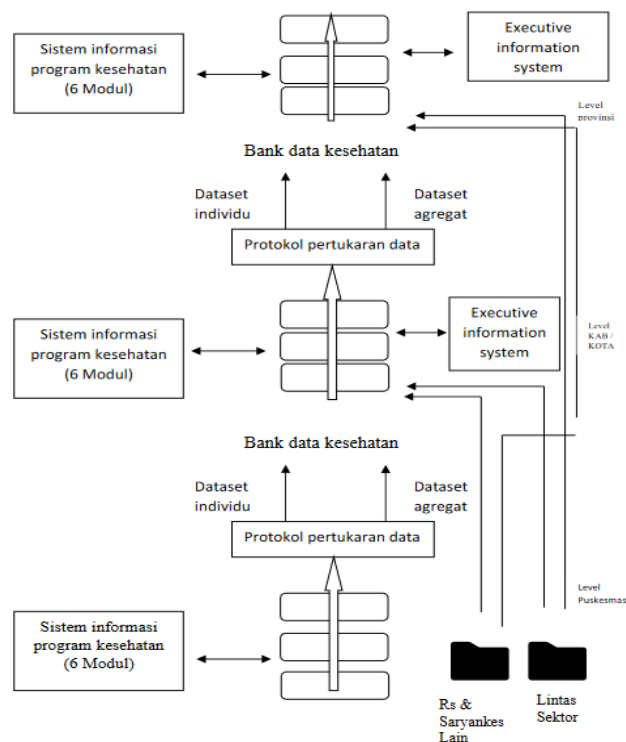 Sistem informasi
program kesehatan
(6 Modul)
Executive
information
system
Level
provinsi
Bank data kesehatan
Dataset
individu
Dataset
agregat
Protokol pertukaran data
Sistem informasi
program kesehatan
(6 Modul)
Executive
information
system
Level
KAB /
KOTA
Bank data kesehatan
Dataset
individu
Dataset
agregat
Protokol pertukaran data
Level
Puskesmas
Sistem informasi
program kesehatan
(6 Modul)
Rs &
Saryankes
Lain
Lintas
Sektor